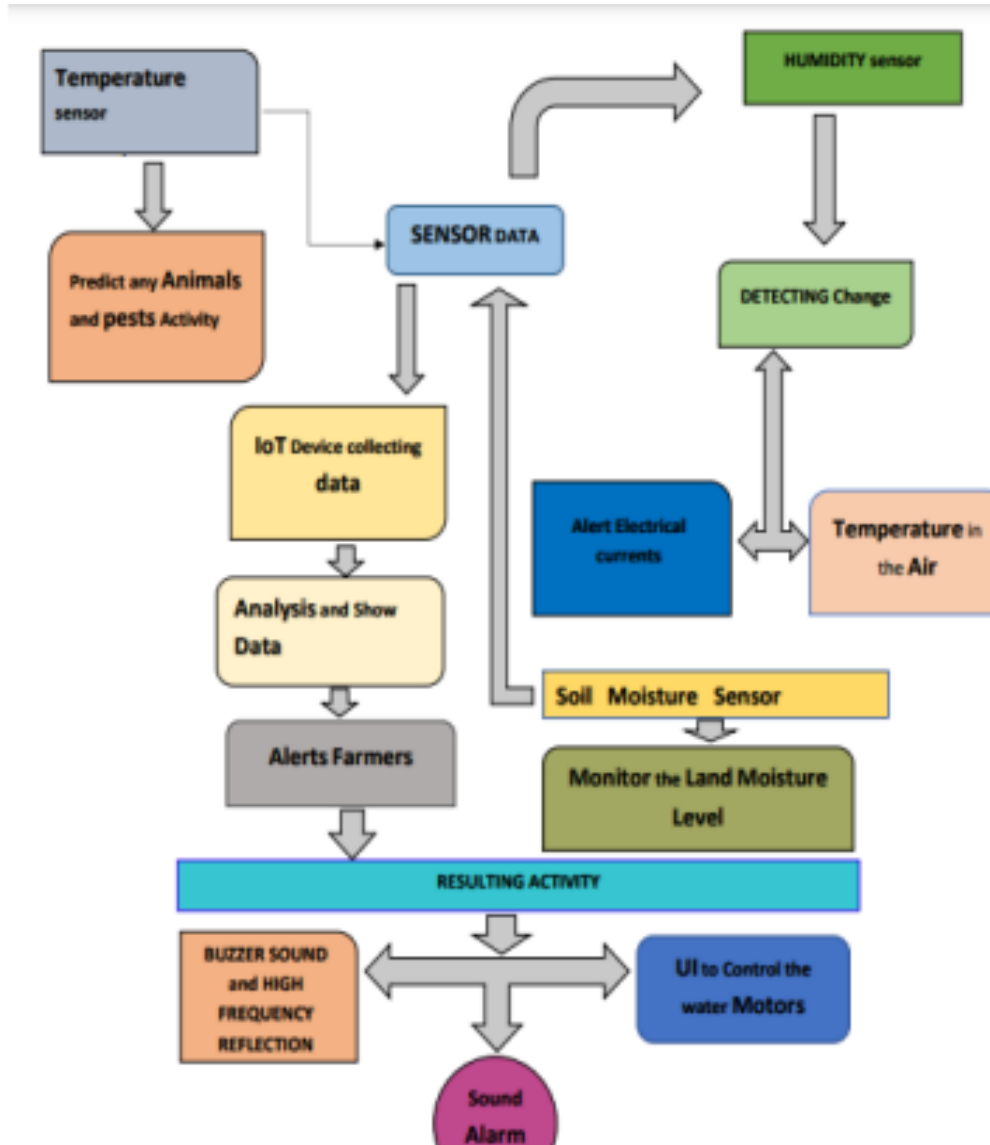 Temperature
sensor
HUMIDITY sensor
SENSOR DATA
Predict any Animals
and pests Activity
DETECTING Change
IoT Device collecting
data
Alert Electrical
currents
Temperature in
the Air
Analysis and Show
Data
Soil Moisture Sensor
Alerts Farmers
Monitor the Land Moisture
Level
RESULTING ACTIVITY
BUZZER SOUND
and HIGH
FREQUENCY
REFLECTION
UI to Control the
water Motors
Sound
Alarm